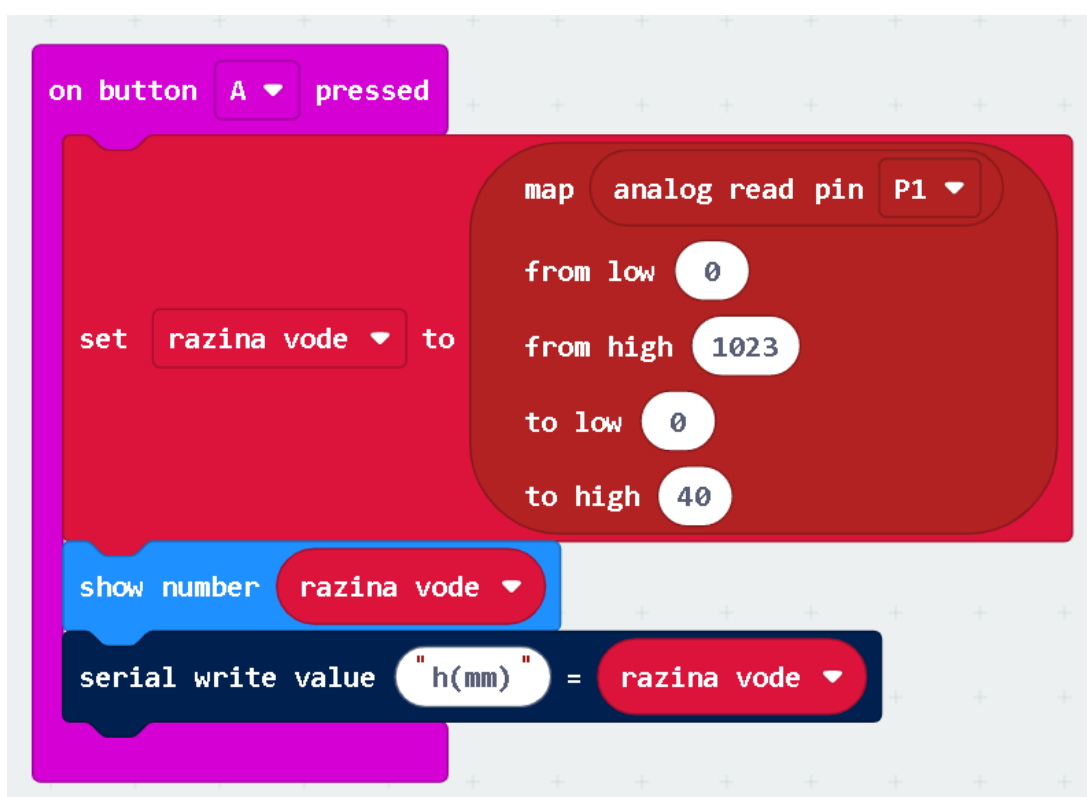 on button A pressed
map analog read pin P1
from low 0
set razina vode to
from high 1023
to low 0
to high 40
show number razina vode
serial write value "h(mm)" = razina vode